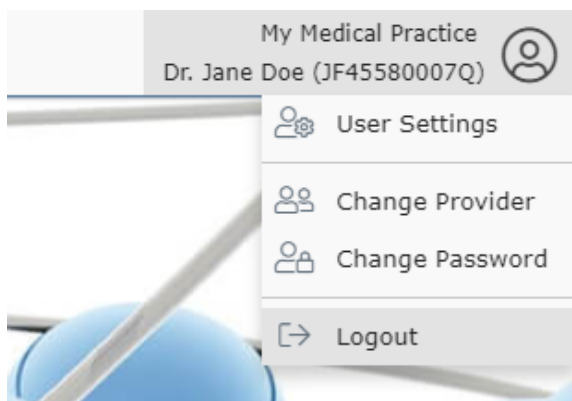 My Medical Practice
Dr. Jane Doe (JF45580007Q)
User Settings
Change Provider
Change Password
Logout